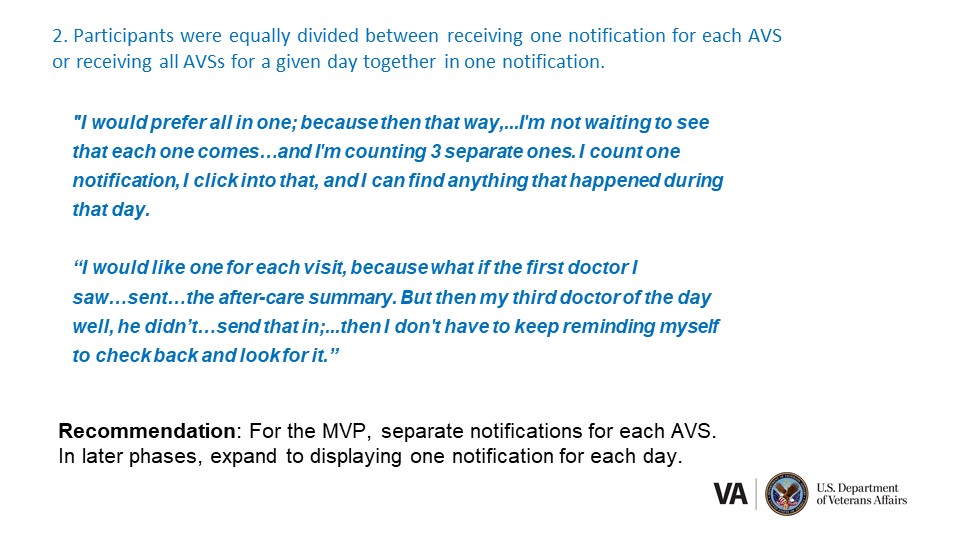 2. Participants were equally divided between receiving one notification for each AVS
or receiving all AVSs for a given day together in one notification.
"I would prefer all in one; because then that way,...I'm not waiting to see
that each one comes…and I'm counting 3 separate ones. I count one
notification, I click into that, and I can find anything that happened during
that day.
“I would like one for each visit, because what if the first doctor I
saw…sent…the after-care summary. But then my third doctor of the day
well, he didn’t…send that in;...then I don't have to keep reminding myself
to check back and look for it.”
Recommendation: For the MVP, separate notifications for each AVS.
In later phases, expand to displaying one notification for each day.
VA
U.S. Department
of Veterans Affairs